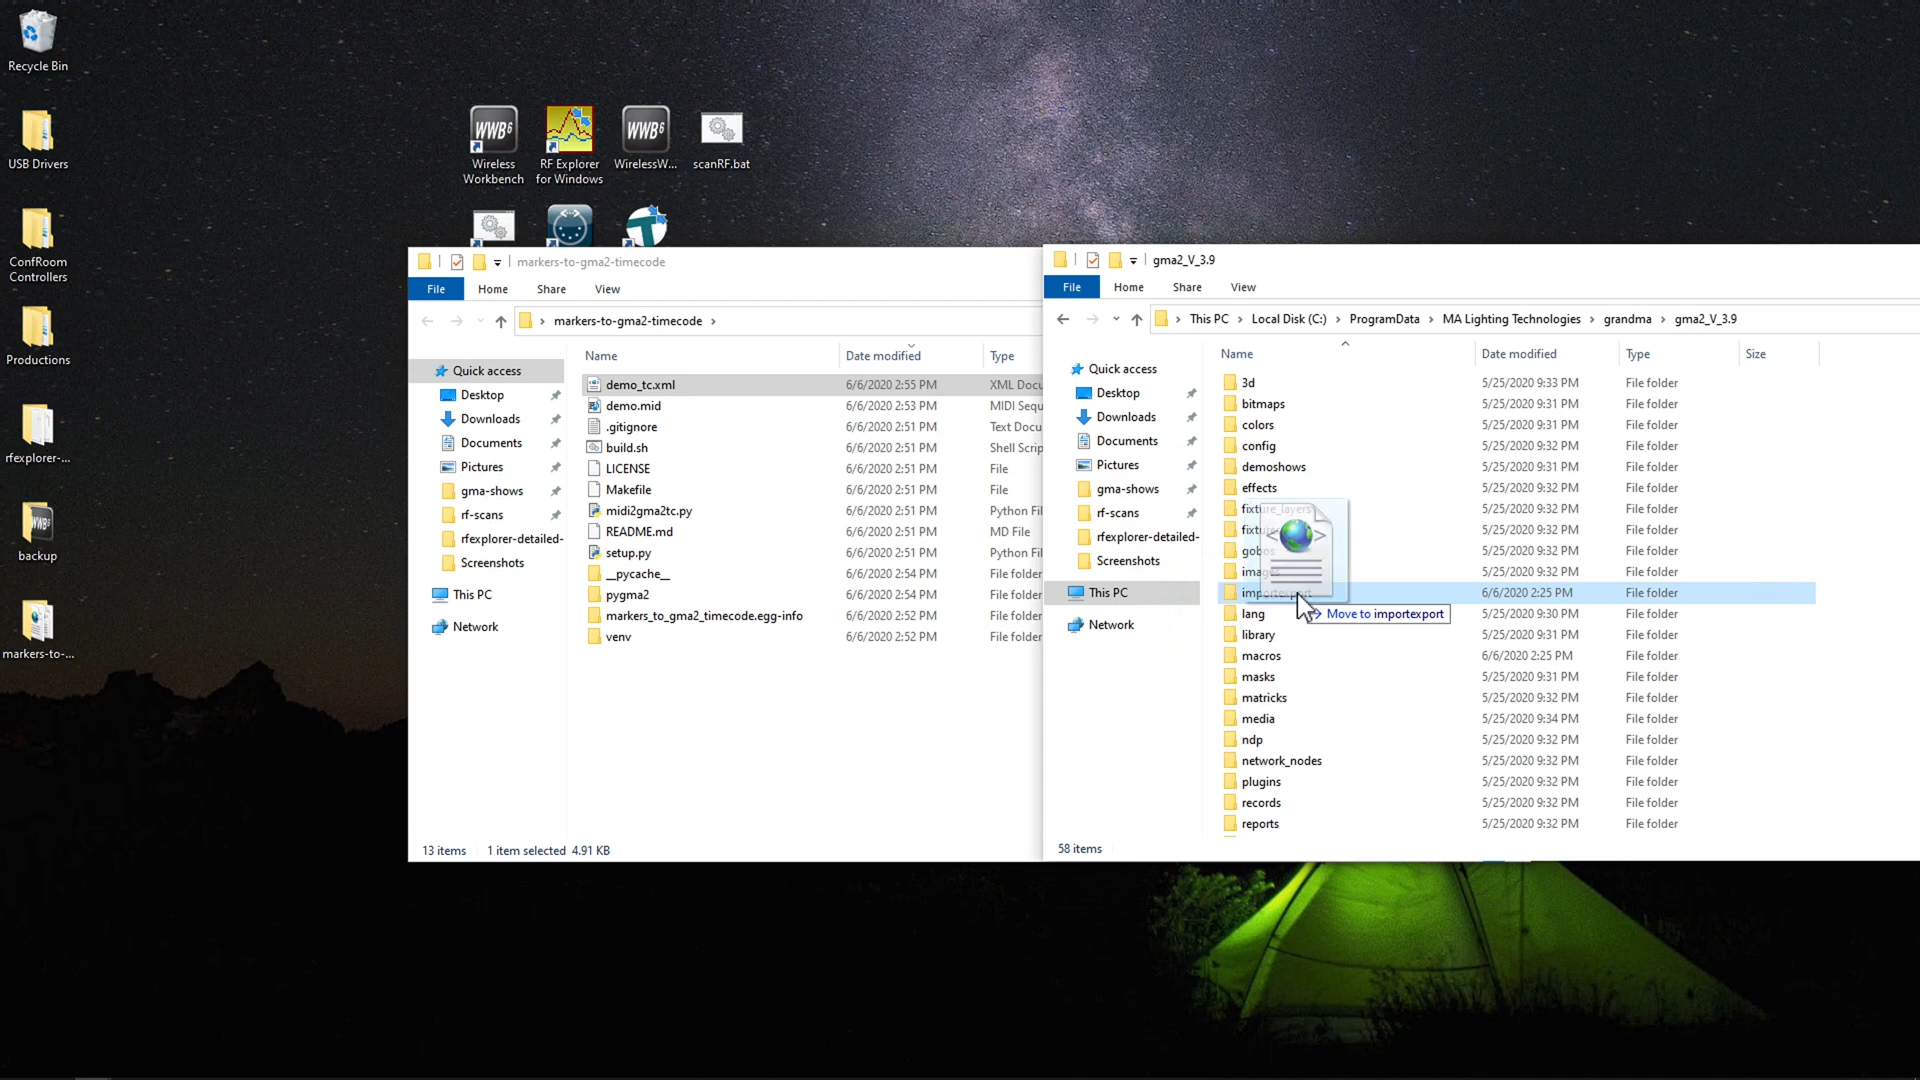 Recycle Bin
USB Drivers
ConfRoom
Controllers
Productions
rfexplorer-...
backup
markers-to-...
WWB6
Wireless
Workbench
RF Explorer
for Windows
WWB6
WirelessW...
scanRF.bat
markers-to-gma2-timecode
File
Home
Share
View
markers-to-gma2-timecode
Name
Date modified
Type
Quick access
Desktop
Downloads
Documents
Pictures
gma-shows
rf-scans
rfexplorer-detailed-
Screenshots
This PC
Network
demo_tc.xml 6/6/2020 2:55 PM XML Docu
demo.mid 6/6/2020 2:53 PM MIDI Sequ
.gitignore 6/6/2020 2:51 PM Text Docu
build.sh 6/6/2020 2:51 PM Shell Scrip
LICENSE 6/6/2020 2:51 PM File
Makefile 6/6/2020 2:51 PM File
midi2gma2tc.py 6/6/2020 2:51 PM Python Fil
README.md 6/6/2020 2:51 PM MD File
setup.py 6/6/2020 2:51 PM Python Fil
__pycache__ 6/6/2020 2:54 PM File folder
pygma2 6/6/2020 2:54 PM File folder
markers_to_gma2_timecode.egg-info 6/6/2020 2:52 PM File folder
venv 6/6/2020 2:52 PM File folder
13 items 1 item selected 4.91 KB
gma2_V_3.9
File
Home
Share
View
This PC
Local Disk (C:)
ProgramData
MA Lighting Technologies
grandma
gma2_V_3.9
Name
Date modified
Type
Size
Quick access
Desktop
Downloads
Documents
Pictures
gma-shows
rf-scans
rfexplorer-detailed-
Screenshots
This PC
Network
3d 5/25/2020 9:33 PM File folder
bitmaps 5/25/2020 9:31 PM File folder
colors 5/25/2020 9:31 PM File folder
config 5/25/2020 9:32 PM File folder
demoshows 5/25/2020 9:31 PM File folder
effects 5/25/2020 9:32 PM File folder
fixture_layers 5/25/2020 9:32 PM File folder
5/25/2020 9:32 PM File folder
gobos 5/25/2020 9:32 PM File folder
images 5/25/2020 9:32 PM File folder
importexport 6/6/2020 2:25 PM File folder
Move to importexport
lang 5/25/2020 9:30 PM File folder
library 5/25/2020 9:31 PM File folder
macros 6/6/2020 2:25 PM File folder
masks 5/25/2020 9:31 PM File folder
matricks 5/25/2020 9:32 PM File folder
media 5/25/2020 9:34 PM File folder
ndp 5/25/2020 9:32 PM File folder
network_nodes 5/25/2020 9:32 PM File folder
plugins 5/25/2020 9:32 PM File folder
records 5/25/2020 9:32 PM File folder
reports 5/25/2020 9:32 PM File folder
58 items